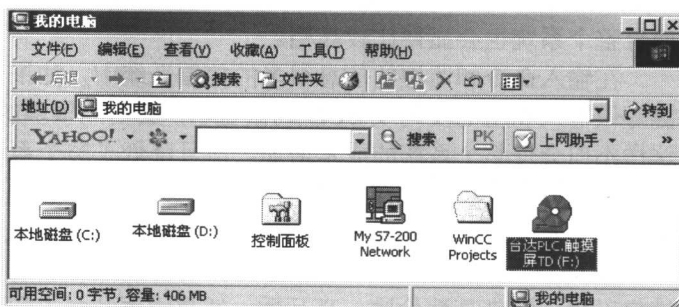 我的电脑
文件(F) 编辑(E) 查看(V) 收藏(A) 工具(T) 帮助(H)
后退 搜索 文件夹
地址(D) 我的电脑 转到
YAHOO! 搜索 PK 上网助手 »
本地磁盘 (C:) 本地磁盘 (D:) 控制面板 My S7-200 Network WinCC Projects 台达PLC.触摸屏TD (F:)
可用空间: 0 字节, 容量: 406 MB 我的电脑